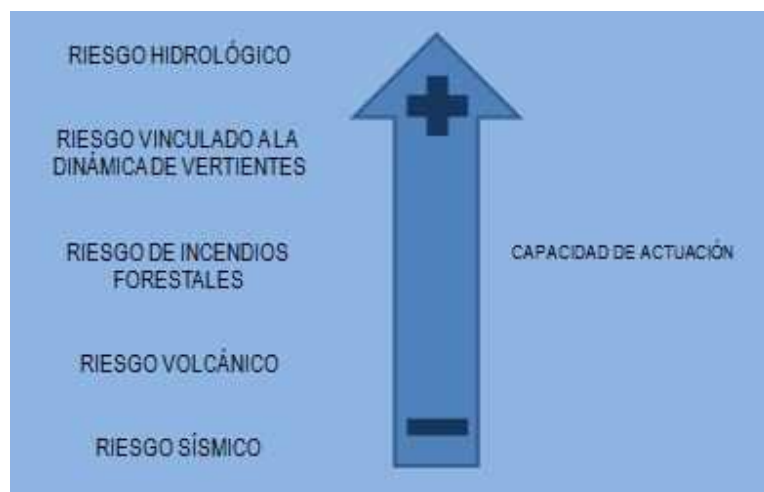 RIESGO HIDROLÓGICO
RIESGO VINCULADO A LA
DINÁMICA DE VERTIENTES
RIESGO DE INCENDIOS
FORESTALES
CAPACIDAD DE ACTUACIÓN
RIESGO VOLCÁNICO
RIESGO SÍSMICO